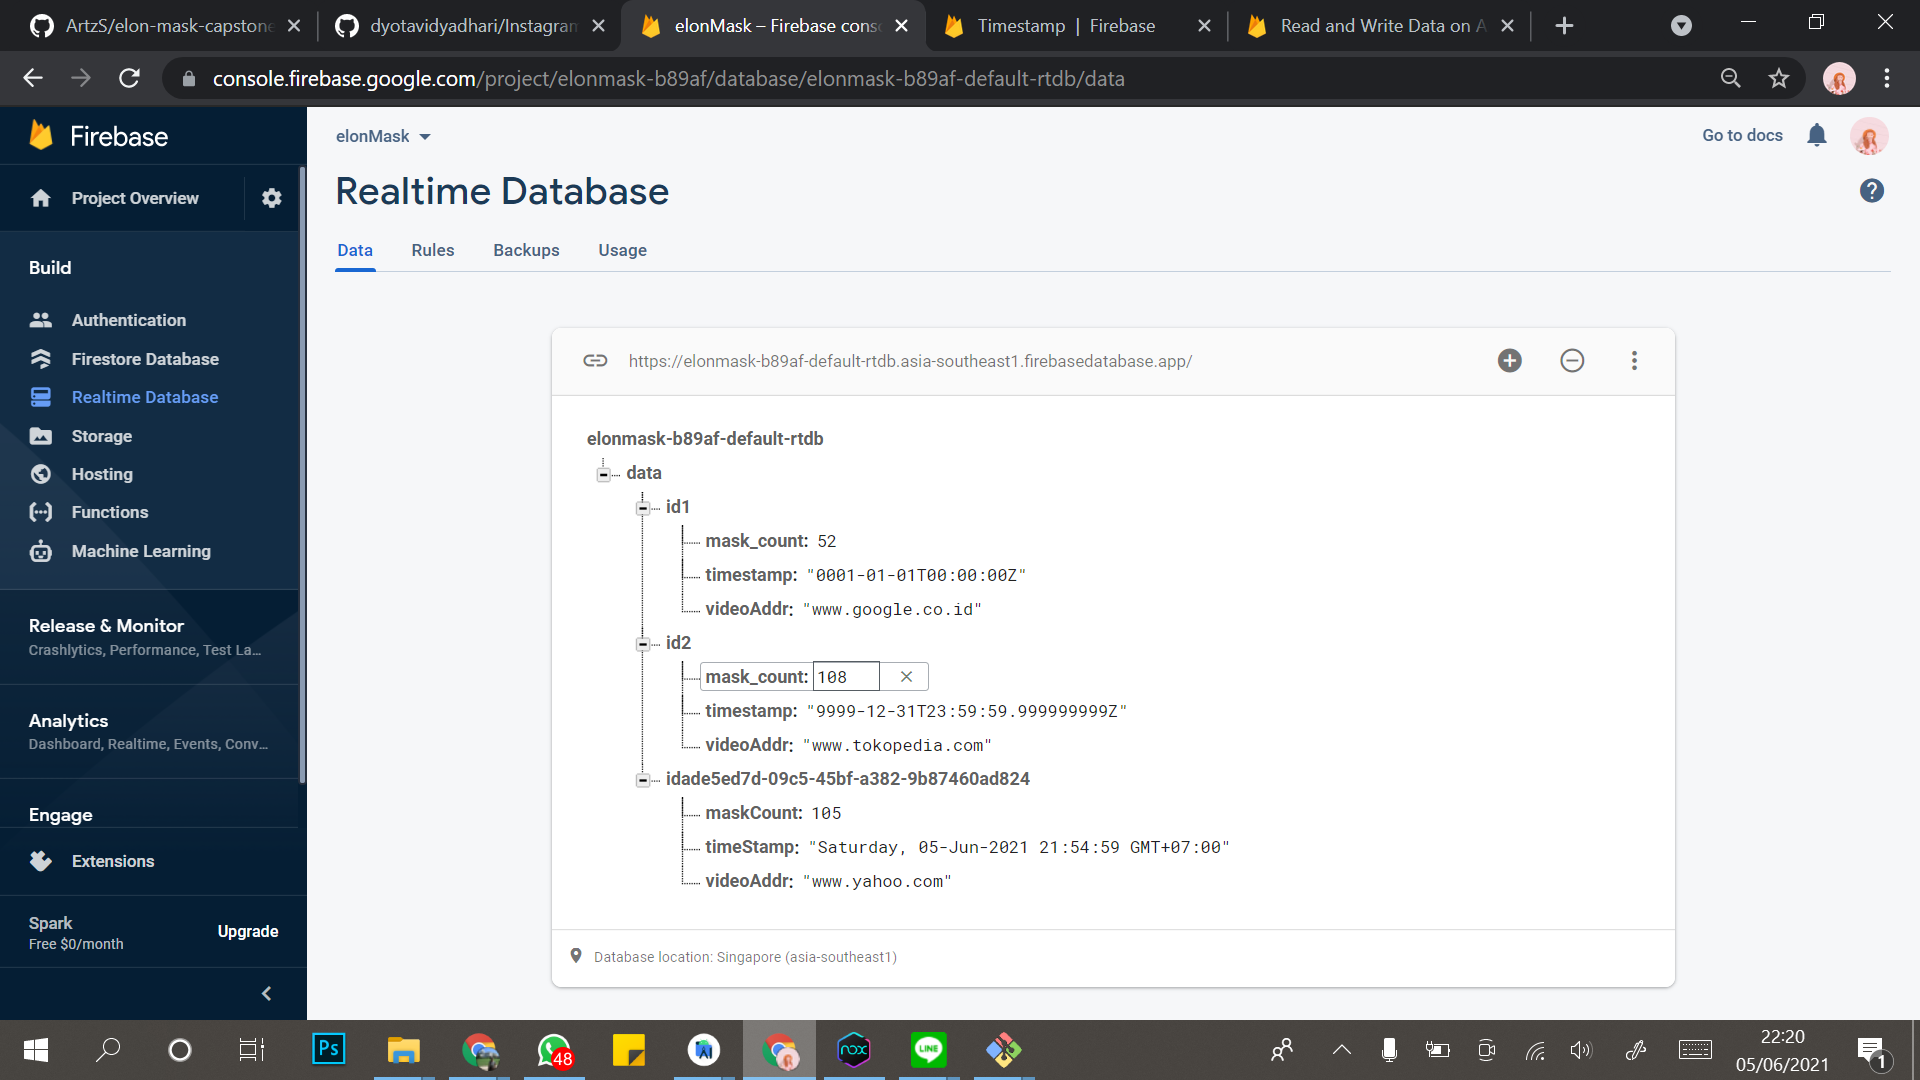 ArtzS/elon-mask-capstone
dyotavidyadhari/Instagram
elonMask – Firebase conso
Timestamp | Firebase
Read and Write Data on A
console.firebase.google.com/project/elonmask-b89af/database/elonmask-b89af-default-rtdb/data
Firebase
Project Overview
Build
Authentication
Firestore Database
Realtime Database
Storage
Hosting
Functions
Machine Learning
Release & Monitor
Crashlytics, Performance, Test La...
Analytics
Dashboard, Realtime, Events, Conv...
Engage
Extensions
Spark
Free $0/month
Upgrade
elonMask
Go to docs
Realtime Database
Data Rules Backups Usage
https://elonmask-b89af-default-rtdb.asia-southeast1.firebasedatabase.app/
elonmask-b89af-default-rtdb
data
id1
mask_count: 52
timestamp: "0001-01-01T00:00:00Z"
videoAddr: "www.google.co.id"
id2
mask_count: 108
timestamp: "9999-12-31T23:59:59.999999999Z"
videoAddr: "www.tokopedia.com"
idade5ed7d-09c5-45bf-a382-9b87460ad824
maskCount: 105
timeStamp: "Saturday, 05-Jun-2021 21:54:59 GMT+07:00"
videoAddr: "www.yahoo.com"
Database location: Singapore (asia-southeast1)
Ps
48
nox
LINE
22:20
05/06/2021
1